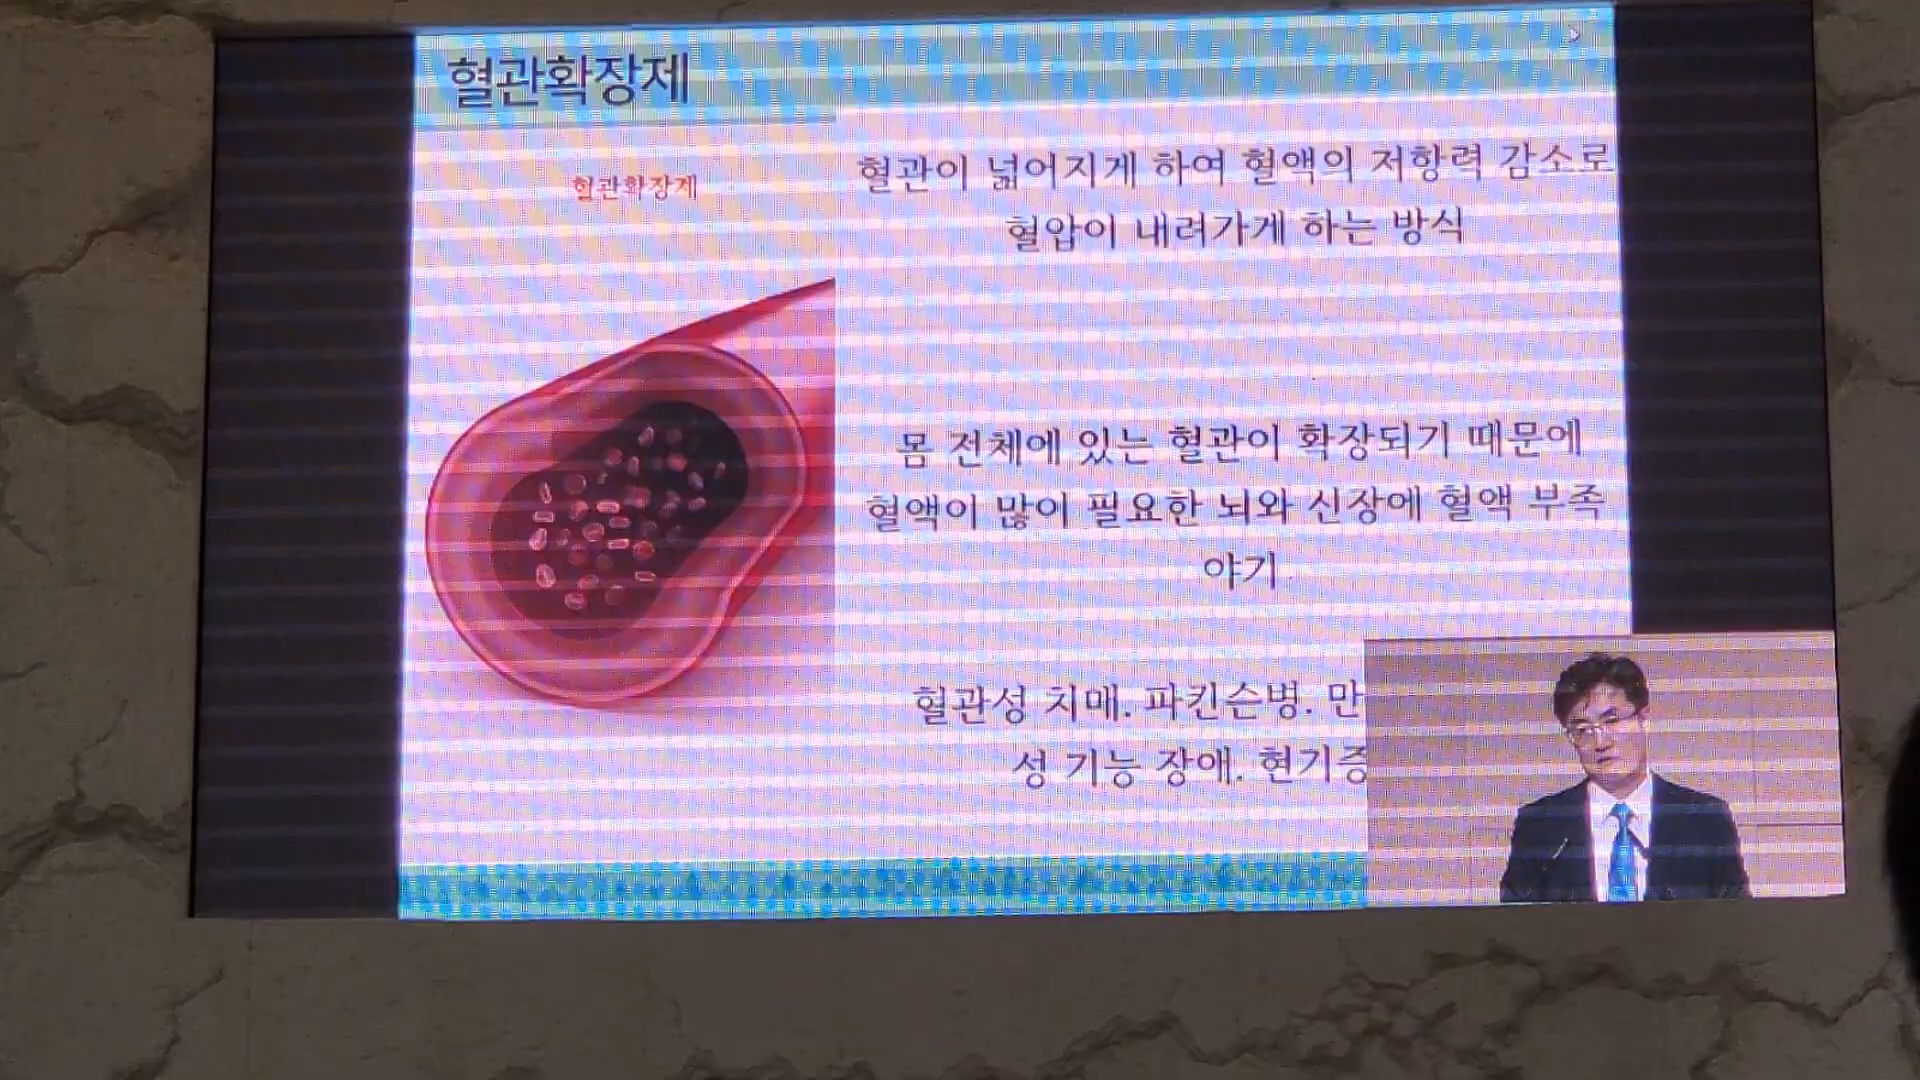 혈관확장제
혈관확장제
혈관이 넓어지게 하여 혈액의 저항력 감소로
혈압이 내려가게 하는 방식
몸 전체에 있는 혈관이 확장되기 때문에
혈액이 많이 필요한 뇌와 신장에 혈액 부족
야기
혈관성 치매. 파킨슨병. 만
성 기능 장애. 현기증